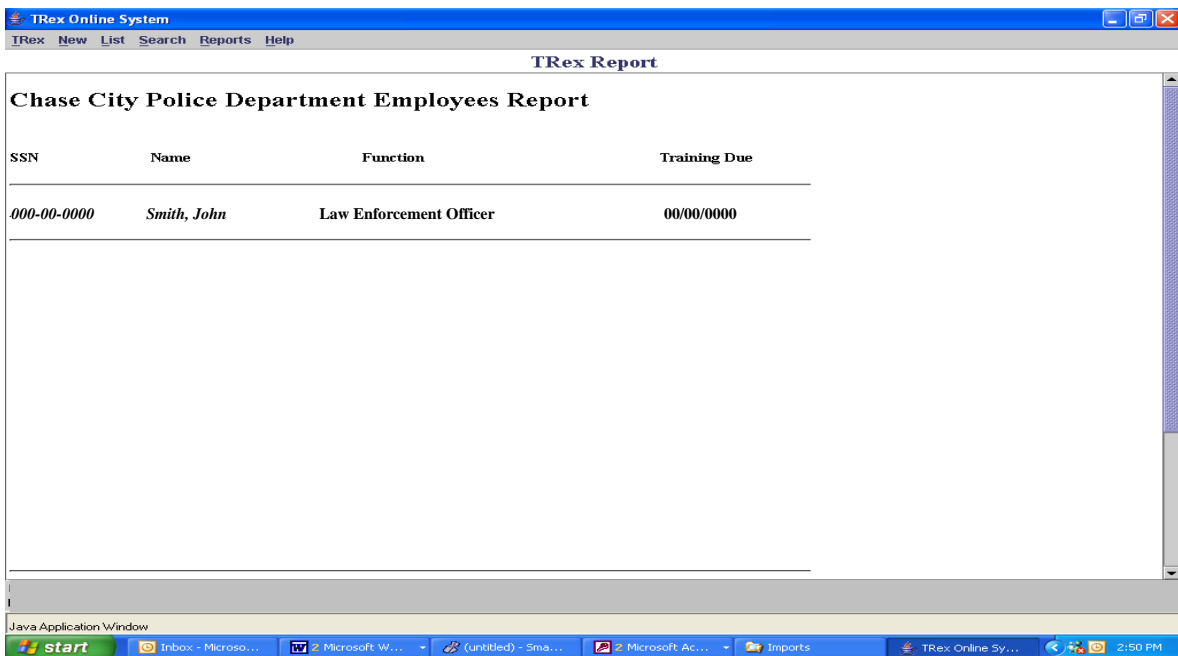 TRex Online System
TRex New List Search Reports Help
TRex Report
Chase City Police Department Employees Report
SSN Name Function Training Due
000-00-0000 Smith, John Law Enforcement Officer 00/00/0000
Java Application Window
start Inbox - Microso... 2 Microsoft W... (untitled) - Sma... 2 Microsoft Ac... Imports TRex Online Sy... 2:50 PM